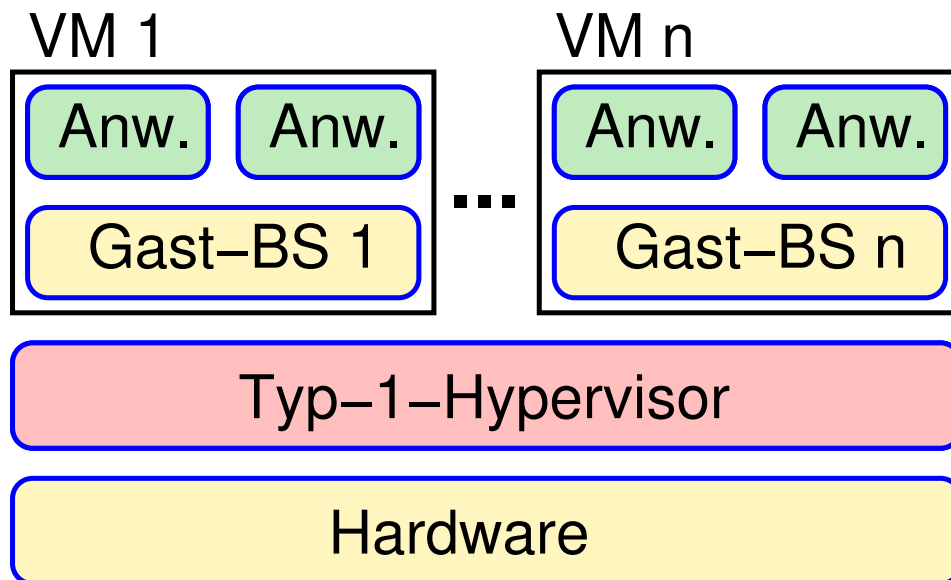 VM 1
VM n
Anw.
Anw.
Anw.
Anw.
...
Gast–BS 1
Gast–BS n
Typ–1–Hypervisor
Hardware